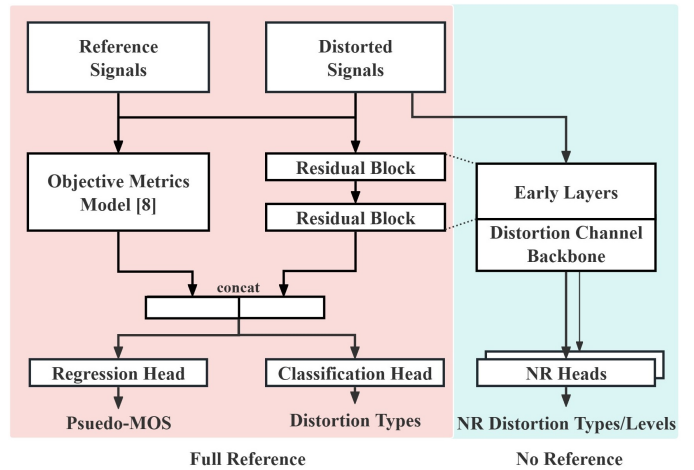 Reference
Signals
Distorted
Signals
Objective Metrics
Model [8]
Residual Block
Residual Block
Early Layers
Distortion Channel
Backbone
concat
Regression Head
Classification Head
NR Heads
Psuedo-MOS
Distortion Types
NR Distortion Types/Levels
Full Reference
No Reference